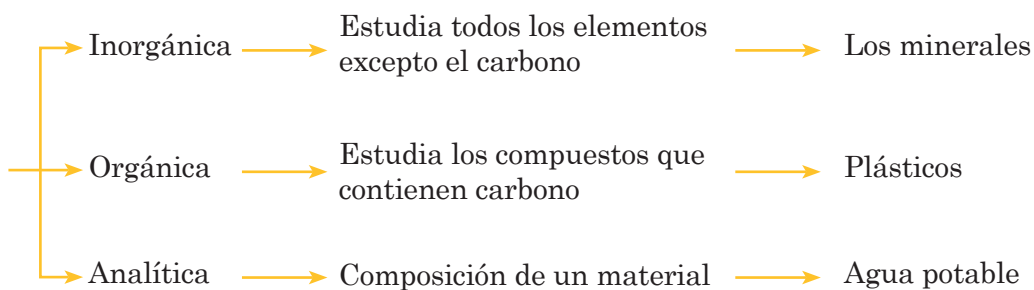 Inorgánica
Estudia todos los elementos
excepto el carbono
Los minerales
Orgánica
Estudia los compuestos que
contienen carbono
Plásticos
Analítica
Composición de un material
Agua potable